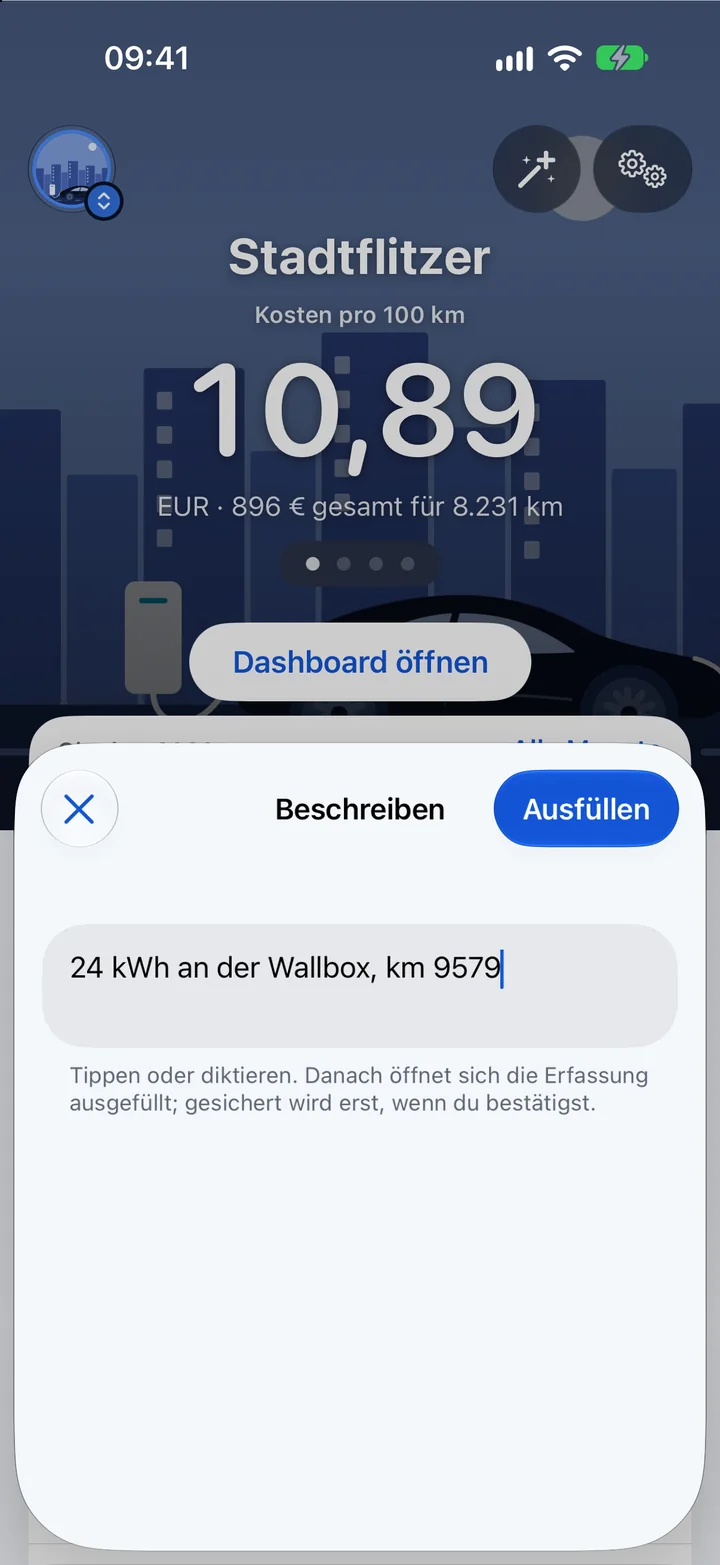 09:41
Stadtflitzer
Kosten pro 100 km
10,89
EUR · 896 € gesamt für 8.231 km
Dashboard öffnen
Beschreiben
Ausfüllen
24 kWh an der Wallbox, km 9579
Tippen oder diktieren. Danach öffnet sich die Erfassung
ausgefüllt; gesichert wird erst, wenn du bestätigst.